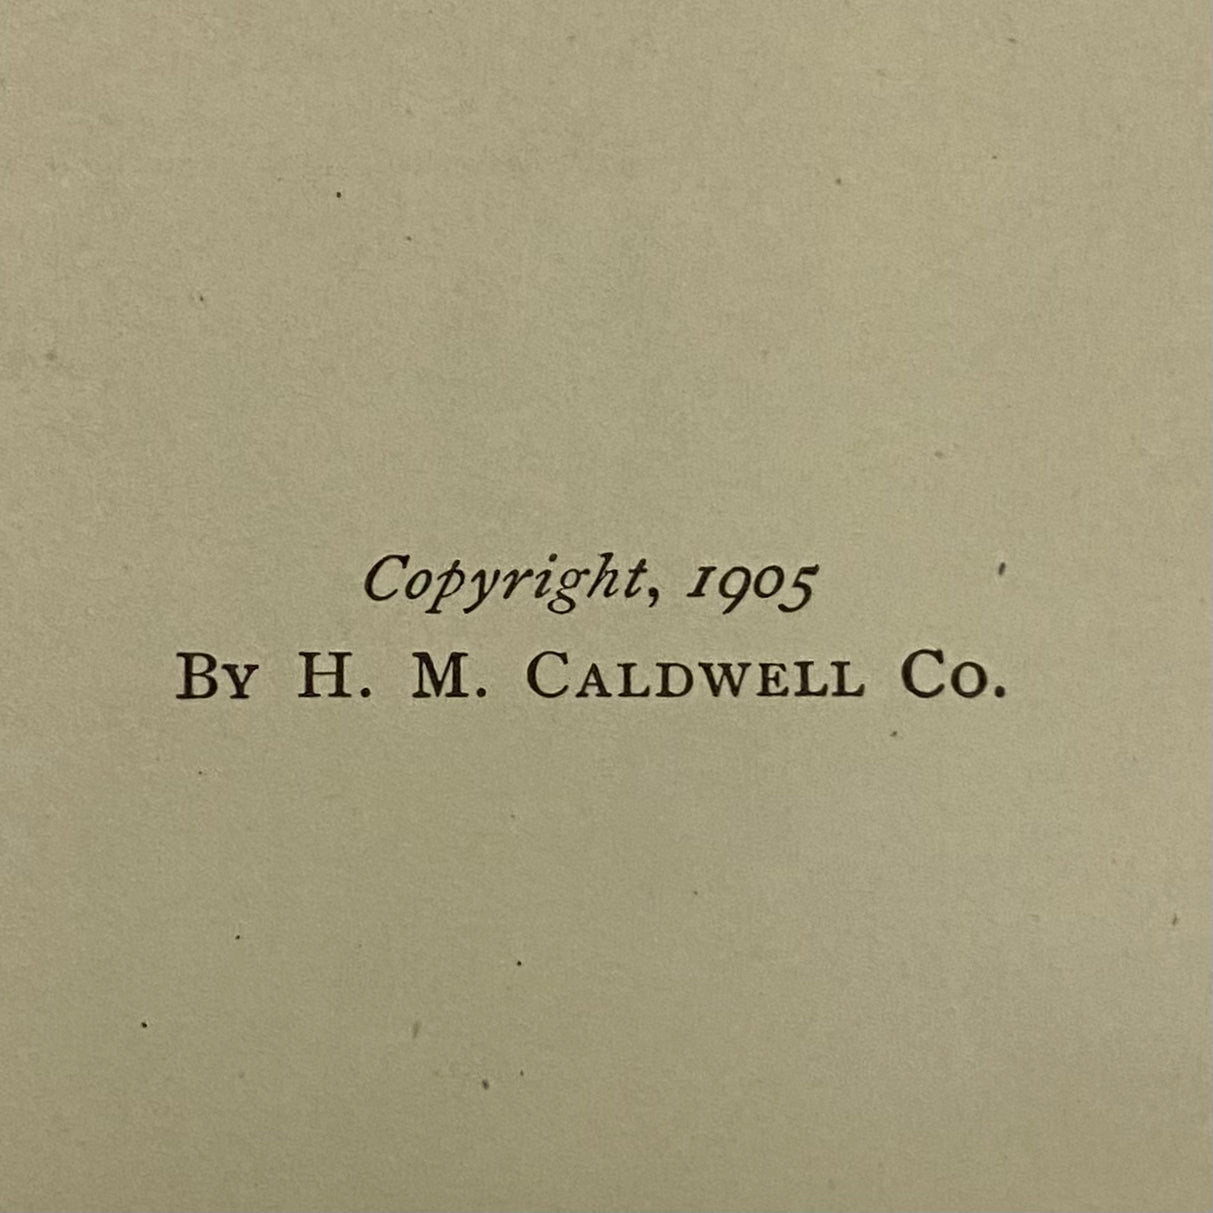 Copyright, 1905
By H. M. Caldwell Co.